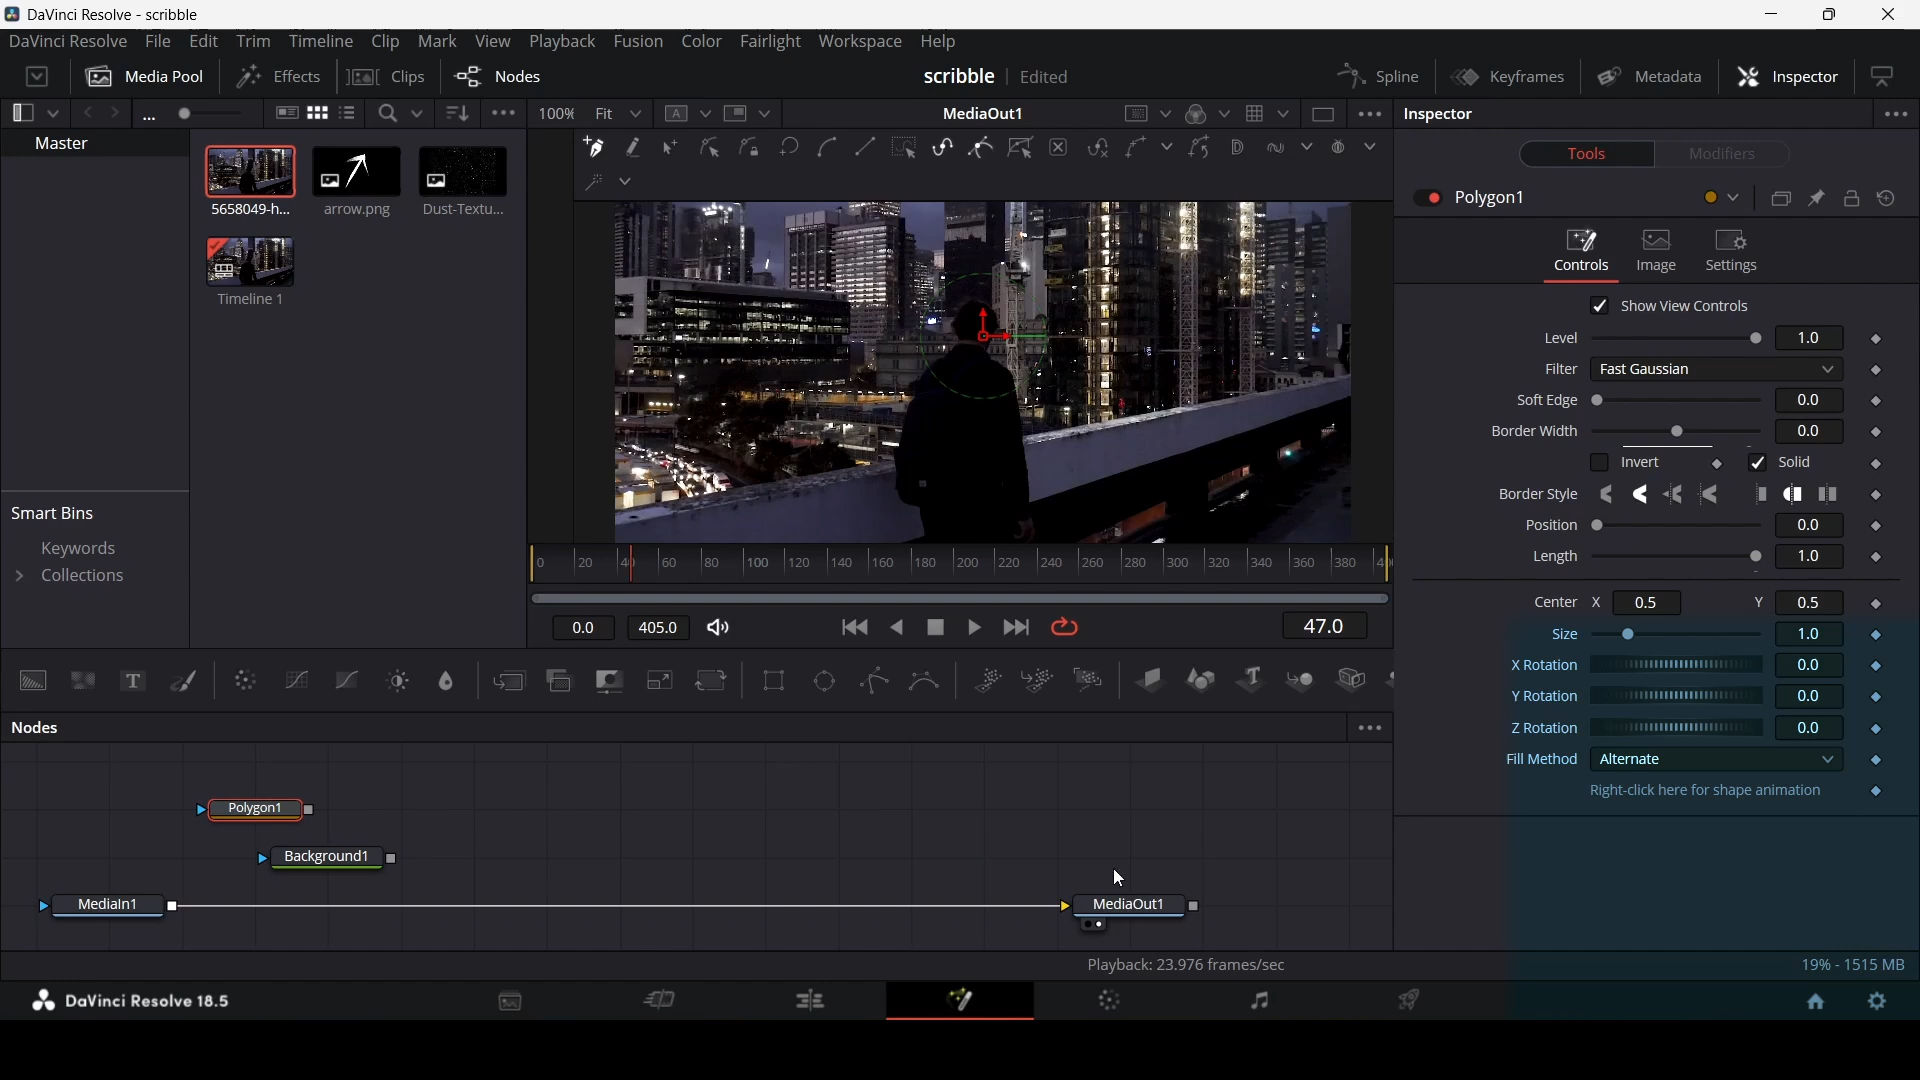 DaVinci Resolve - scribble
DaVinci Resolve File Edit Trim Timeline Clip Mark View Playback Fusion Color Fairlight Workspace Help
Media Pool Effects Clips Nodes scribble Edited Spline Keyframes Metadata Inspector
... 100% Fit A MediaOut1 Inspector
Master
Tools Modifiers
5658049-h... arrow.png Dust-Textu...
Timeline 1
Polygon1
Controls Image Settings
Show View Controls
Level 1.0
Filter Fast Gaussian
Soft Edge 0.0
Border Width 0.0
Invert Solid
Border Style
Position 0.0
Length 1.0
Center X 0.5 Y 0.5
Size 1.0
X Rotation 0.0
Y Rotation 0.0
Z Rotation 0.0
Fill Method Alternate
Right-click here for shape animation
Smart Bins
Keywords
Collections
0 20 60 80 100 120 140 160 180 200 220 240 260 280 300 320 340 360 380
0.0 405.0 47.0
T T
Nodes
Polygon1
Background1
MediaIn1 MediaOut1
Playback: 23.976 frames/sec 19% - 1515 MB
DaVinci Resolve 18.5